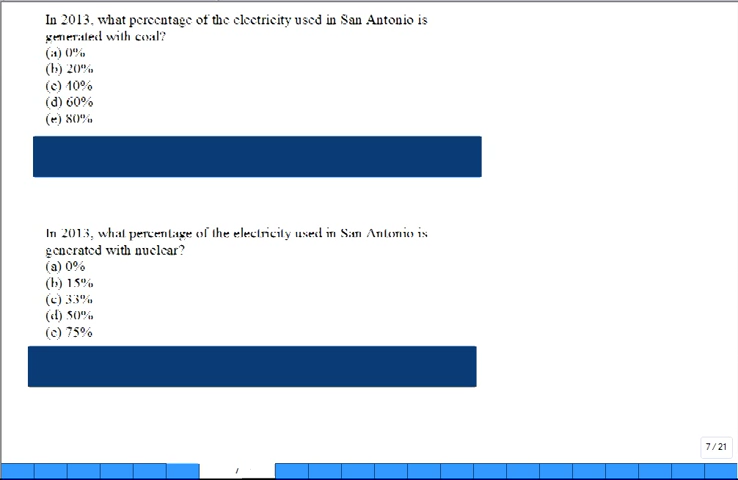 In 2013, what percentage of the electricity used in San Antonio is
generated with coal?
(a) 0%
(b) 20%
(c) 40%
(d) 60%
(e) 80%
In 2013, what percentage of the electricity used in San Antonio is
generated with nuclear?
(a) 0%
(b) 15%
(c) 33%
(d) 50%
(e) 75%
7 / 21